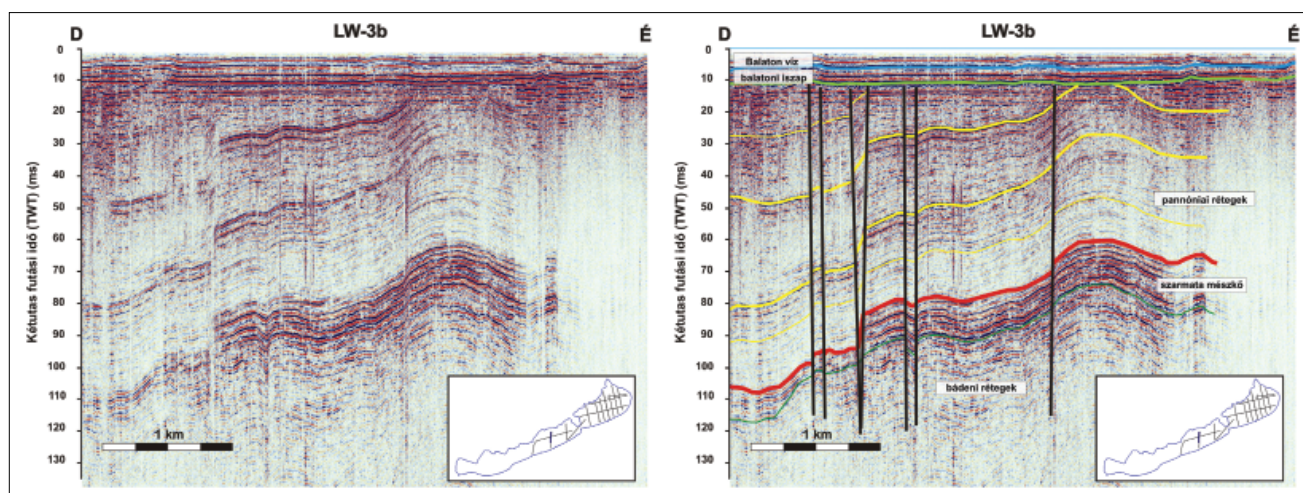 LW-3b
D
É
Kétutas futási idő (TWT) (ms)
0
10
20
30
40
50
60
70
80
90
100
110
120
130
1 km
LW-3b
D
É
Kétutas futási idő (TWT) (ms)
0
10
20
30
40
50
60
70
80
90
100
110
120
130
Balaton víz
balatoni iszap
pannóniai rétegek
szarmata mészkő
bádeni rétegek
1 km